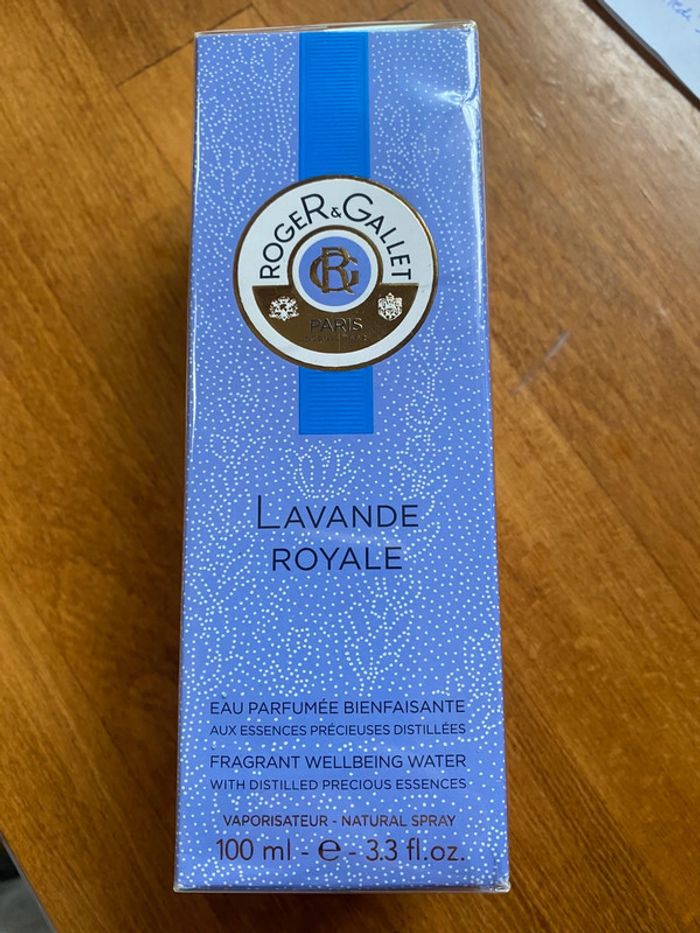 ROGER & GALLET
RG
PARIS
LAVANDE
ROYALE
EAU PARFUMÉE BIENFAISANTE
AUX ESSENCES PRÉCIEUSES DISTILLÉES
FRAGRANT WELLBEING WATER
WITH DISTILLED PRECIOUS ESSENCES
VAPORISATEUR - NATURAL SPRAY
100 ml - e - 3.3 fl.oz.